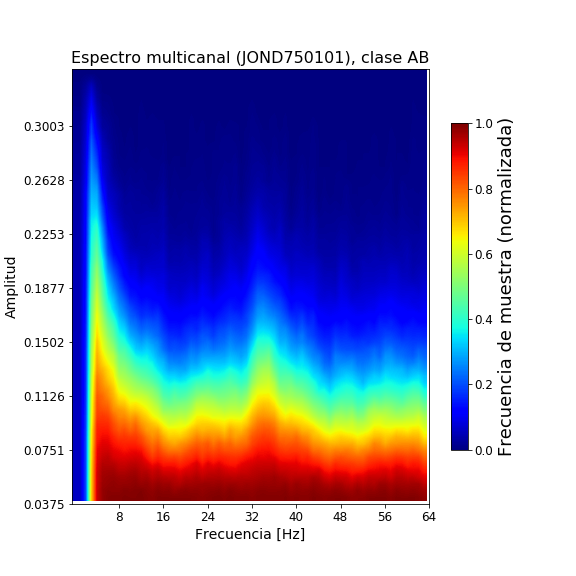 Espectro multicanal (JOND750101), clase AB
Amplitud
0.3003
0.2628
0.2253
0.1877
0.1502
0.1126
0.0751
0.0375
8 16 24 32 40 48 56 64
Frecuencia [Hz]
1.0
0.8
0.6
0.4
0.2
0.0
Frecuencia de muestra (normalizada)